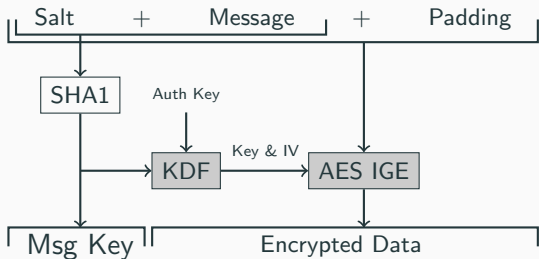 Salt + Message + Padding
SHA1
Auth Key
Key & IV
KDF
AES IGE
Msg Key
Encrypted Data